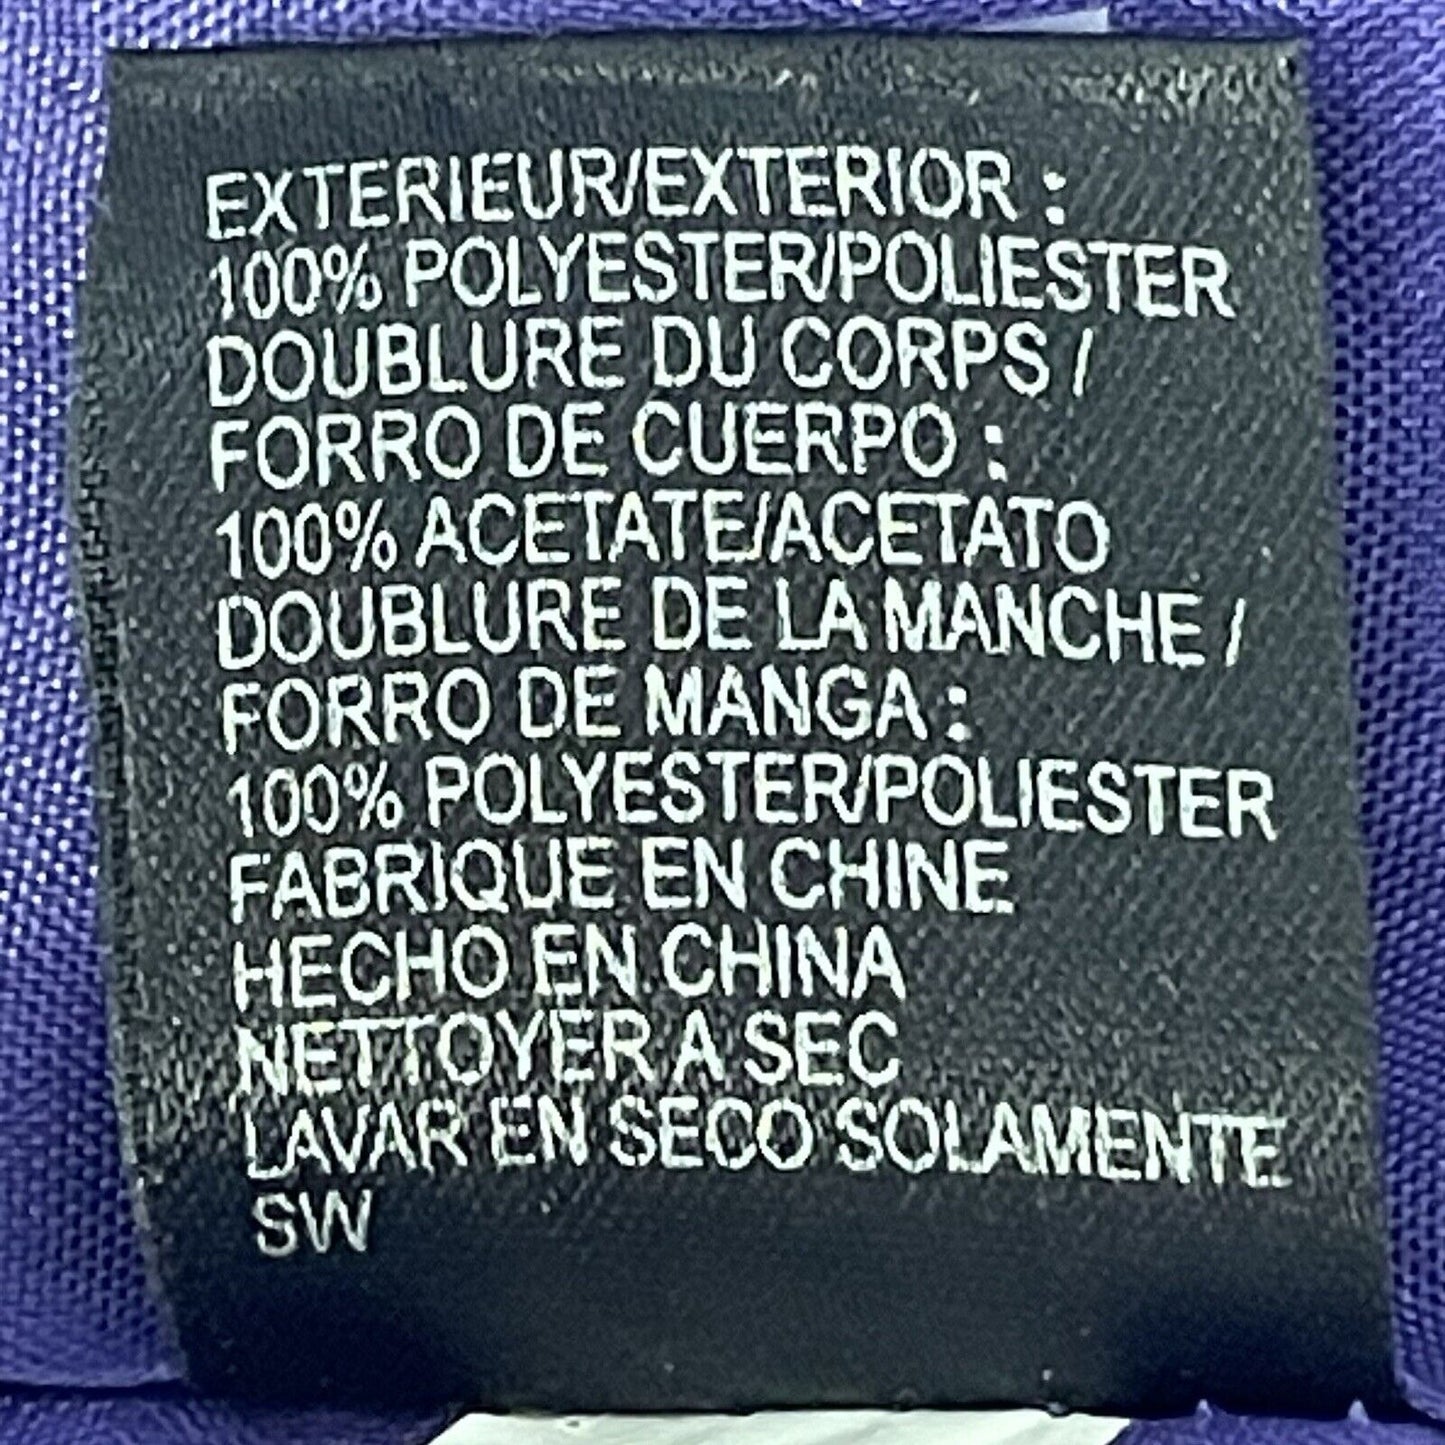 EXTERIEUR/EXTERIOR :
100% POLYESTER/POLIESTER
DOUBLURE DU CORPS /
FORRO DE CUERPO :
100% ACETATE/ACETATO
DOUBLURE DE LA MANCHE /
FORRO DE MANGA :
100% POLYESTER/POLIESTER
FABRIQUE EN CHINE
HECHO EN CHINA
NETTOYER A SEC
LAVAR EN SECO SOLAMENTE
SW